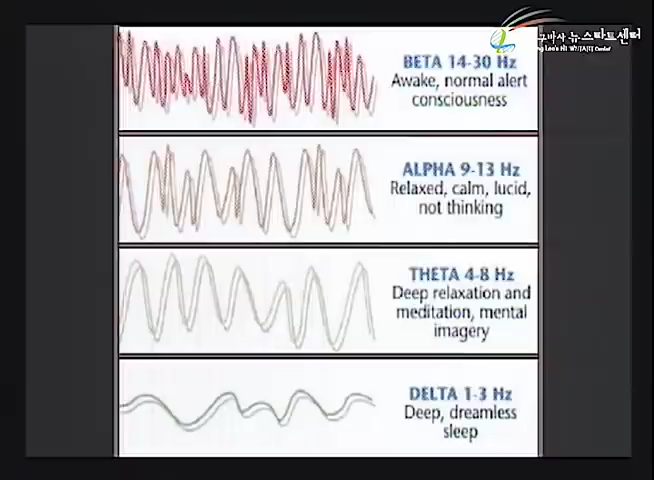 뉴스타트센터
BETA 14-30 Hz
Awake, normal alert
consciousness
ALPHA 9-13 Hz
Relaxed, calm, lucid,
not thinking
THETA 4-8 Hz
Deep relaxation and
meditation, mental
imagery
DELTA 1-3 Hz
Deep, dreamless
sleep